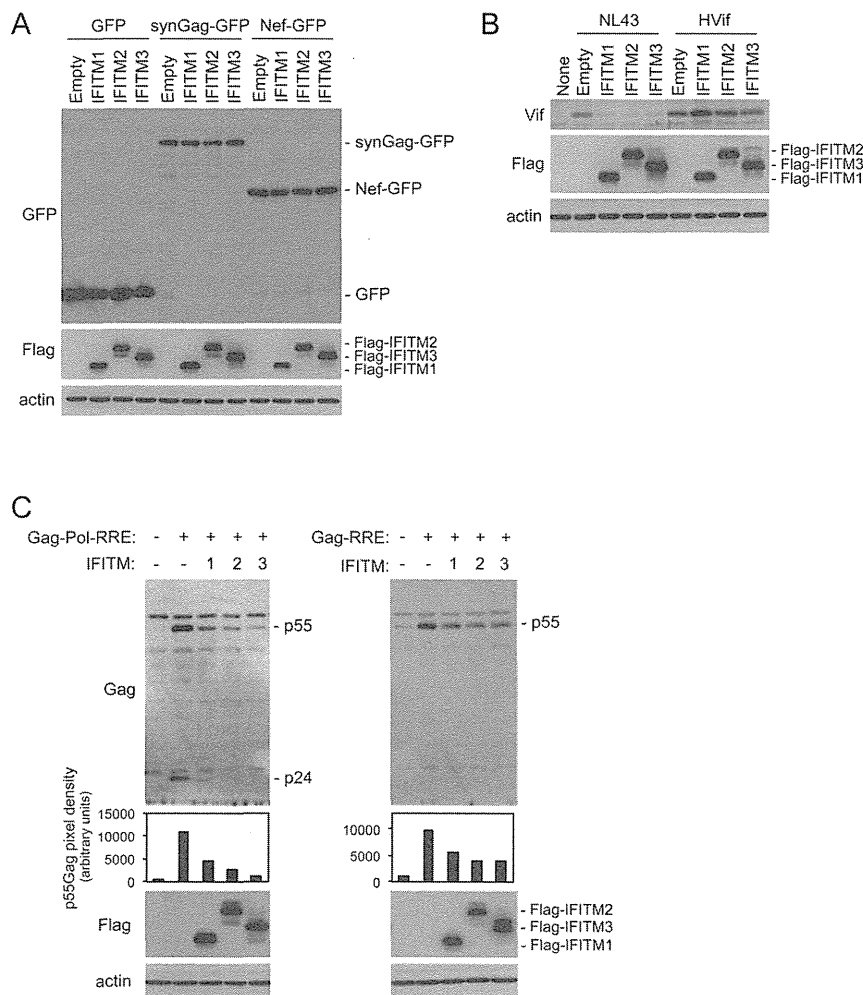 A
GFP synGag-GFP Nef-GFP
Empty IFITM1 IFITM2 IFITM3 Empty IFITM1 IFITM2 IFITM3 Empty IFITM1 IFITM2 IFITM3
- synGag-GFP
- Nef-GFP
GFP
- GFP
Flag
- Flag-IFITM2
- Flag-IFITM3
- Flag-IFITM1
actin
B
NL43 HVif
None Empty IFITM1 IFITM2 IFITM3 Empty IFITM1 IFITM2 IFITM3
Vif
Flag
- Flag-IFITM2
- Flag-IFITM3
- Flag-IFITM1
actin
C
Gag-Pol-RRE: - + + + +
IFITM: - - 1 2 3
- p55
Gag
- p24
p55Gag pixel density
(arbitrary units)
15000
10000
5000
0
Flag
actin
Gag-RRE: - + + + +
IFITM: - - 1 2 3
- p55
10000
5000
0
- Flag-IFITM2
- Flag-IFITM3
- Flag-IFITM1
Flag
actin